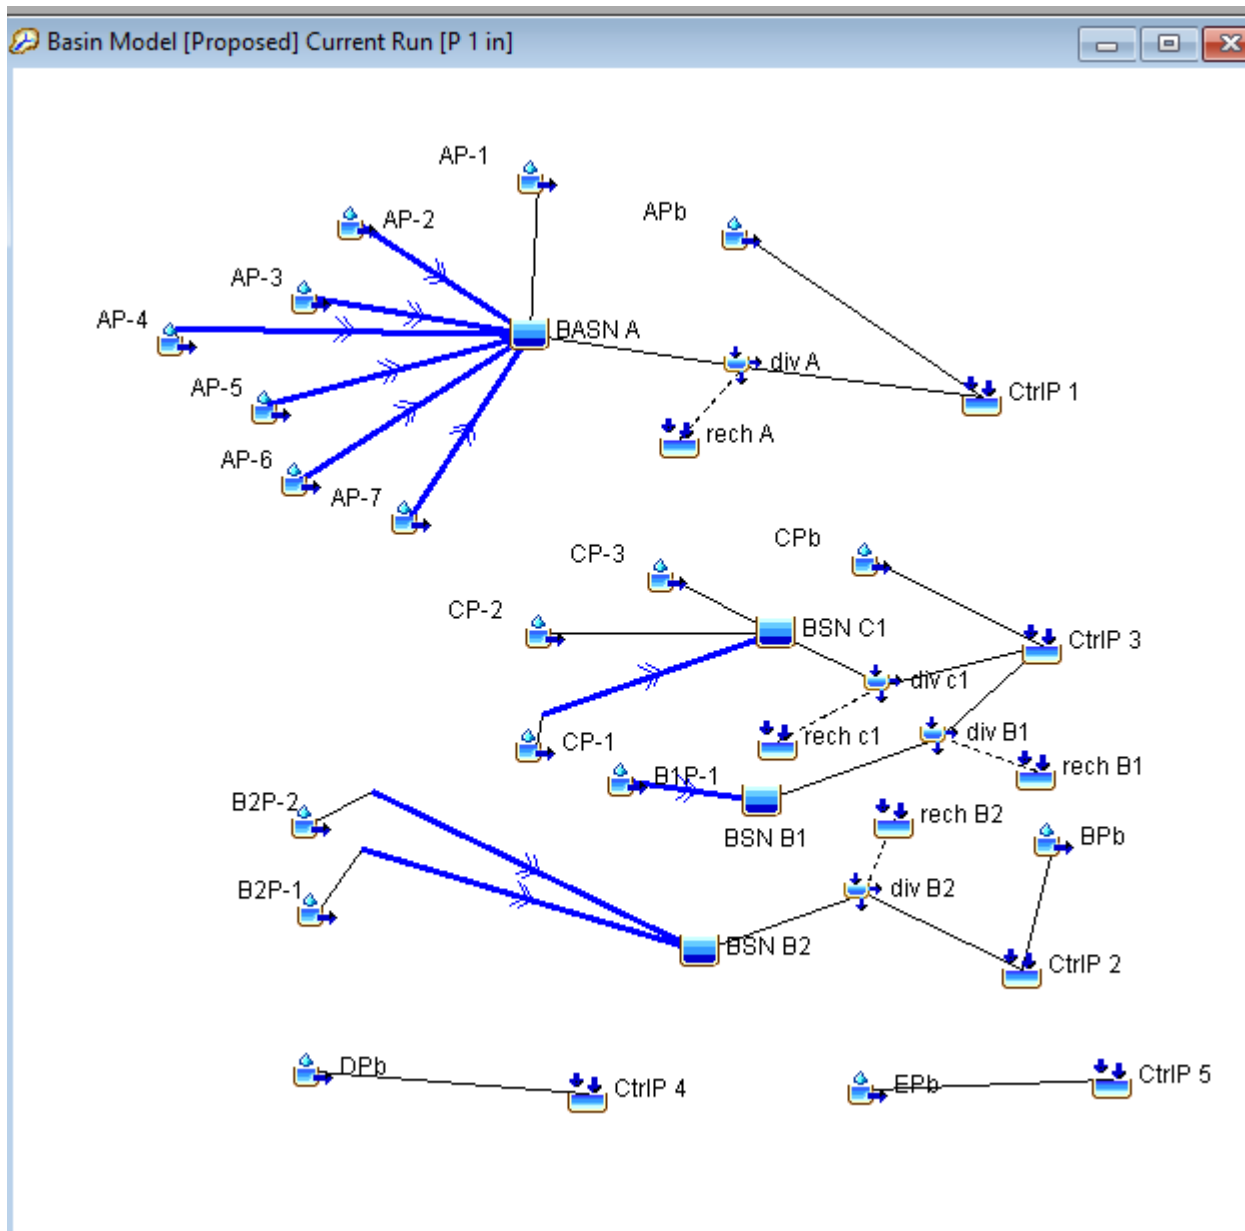 Basin Model [Proposed] Current Run [P 1 in]
AP-1
AP-2
APb
AP-3
AP-4
BASN A
div A
AP-5
CtrlP 1
rech A
AP-6
AP-7
CP-3
CPb
CP-2
BSN C1
CtrlP 3
div c1
CP-1
rech c1
div B1
B1P-1
rech B1
B2P-2
rech B2
BSN B1
BPb
B2P-1
div B2
BSN B2
CtrlP 2
DPb
CtrlP 4
EPb
CtrlP 5